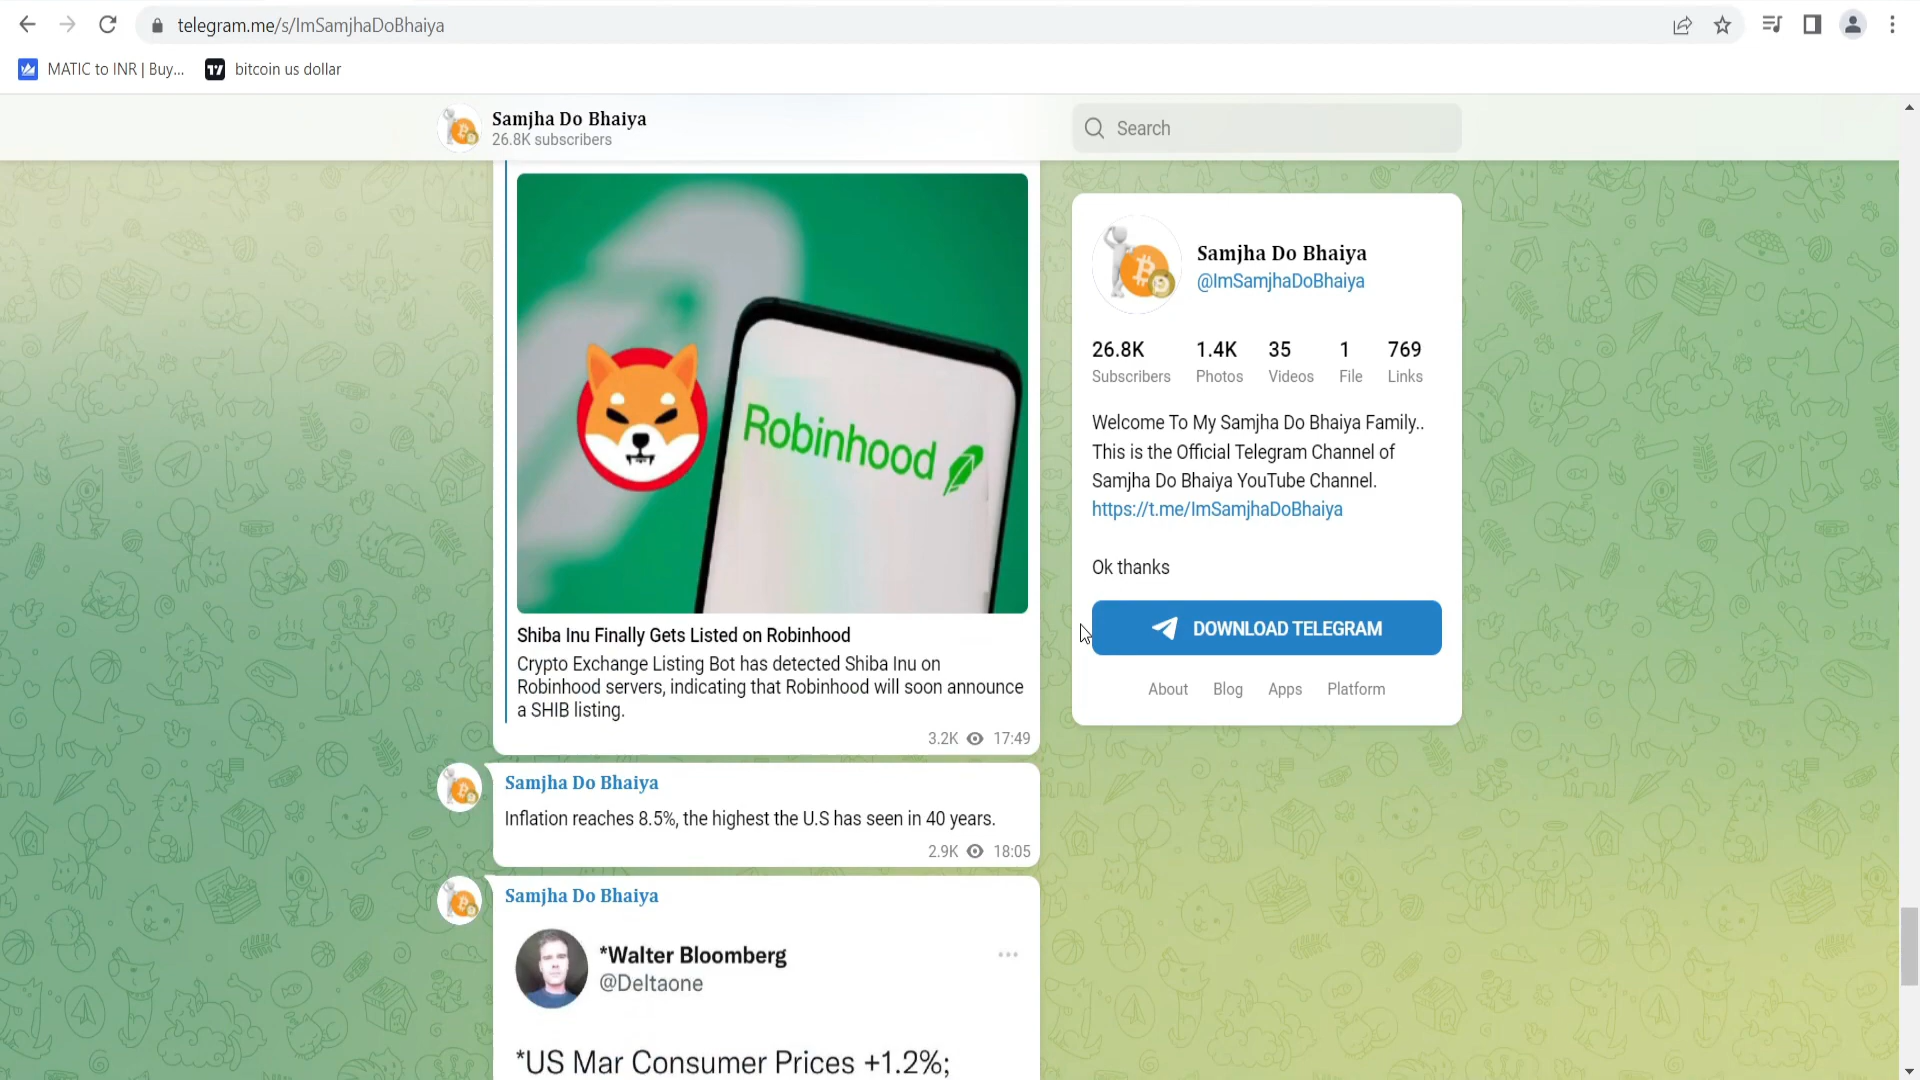 telegram.me/s/ImSamjhaDoBhaiya
MATIC to INR | Buy...
bitcoin us dollar
Samjha Do Bhaiya
26.8K subscribers
Search
Robinhood
Shiba Inu Finally Gets Listed on Robinhood
Crypto Exchange Listing Bot has detected Shiba Inu on
Robinhood servers, indicating that Robinhood will soon announce
a SHIB listing.
3.2K 17:49
Samjha Do Bhaiya
Inflation reaches 8.5%, the highest the U.S has seen in 40 years.
2.9K 18:05
Samjha Do Bhaiya
*Walter Bloomberg
@Deltaone
*US Mar Consumer Prices +1.2%;
Samjha Do Bhaiya
@ImSamjhaDoBhaiya
26.8K 1.4K 35 1 769
Subscribers Photos Videos File Links
Welcome To My Samjha Do Bhaiya Family..
This is the Official Telegram Channel of
Samjha Do Bhaiya YouTube Channel.
https://t.me/ImSamjhaDoBhaiya
Ok thanks
DOWNLOAD TELEGRAM
About Blog Apps Platform